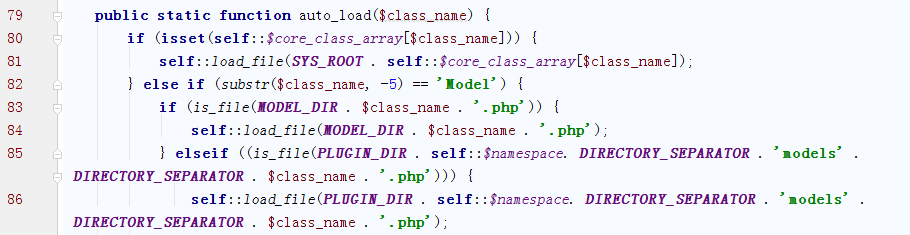 79 public static function auto_load($class_name) {
80 if (isset(self::$core_class_array[$class_name])) {
81 self::load_file(SYS_ROOT . self::$core_class_array[$class_name]);
82 } else if (substr($class_name, -5) == 'Model') {
83 if (is_file(MODEL_DIR . $class_name . '.php')) {
84 self::load_file(MODEL_DIR . $class_name . '.php');
85 } elseif ((is_file(PLUGIN_DIR . self::$namespace. DIRECTORY_SEPARATOR . 'models' .
DIRECTORY_SEPARATOR . $class_name . '.php'))) {
86 self::load_file(PLUGIN_DIR . self::$namespace. DIRECTORY_SEPARATOR . 'models' .
DIRECTORY_SEPARATOR . $class_name . '.php');